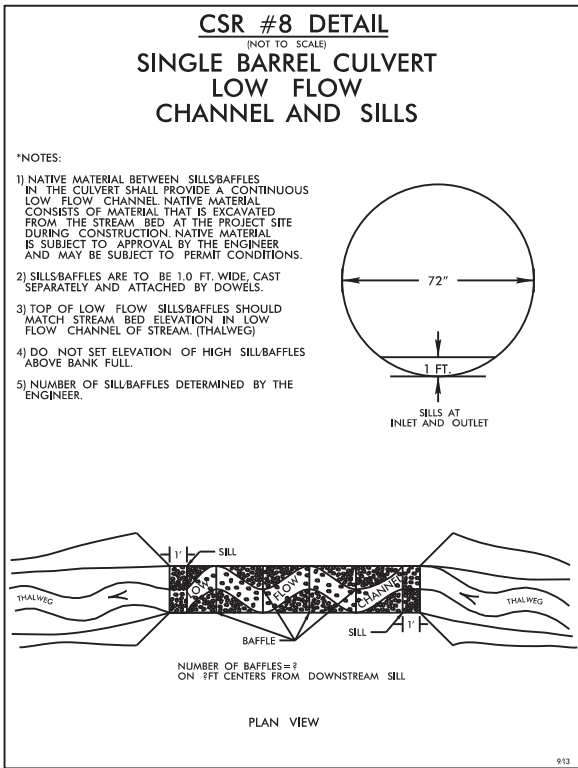 CSR #8 DETAIL
(NOT TO SCALE)
SINGLE BARREL CULVERT
LOW FLOW
CHANNEL AND SILLS
*NOTES:
1) NATIVE MATERIAL BETWEEN SILLS/BAFFLES
IN THE CULVERT SHALL PROVIDE A CONTINUOUS
LOW FLOW CHANNEL. NATIVE MATERIAL
CONSISTS OF MATERIAL THAT IS EXCAVATED
FROM THE STREAM BED AT THE PROJECT SITE
DURING CONSTRUCTION. NATIVE MATERIAL
IS SUBJECT TO APPROVAL BY THE ENGINEER
AND MAY BE SUBJECT TO PERMIT CONDITIONS.
2) SILLS/BAFFLES ARE TO BE 1.0 FT. WIDE, CAST
SEPARATELY AND ATTACHED BY DOWELS.
3) TOP OF LOW FLOW SILLS/BAFFLES SHOULD
MATCH STREAM BED ELEVATION IN LOW
FLOW CHANNEL OF STREAM. (THALWEG)
4) DO NOT SET ELEVATION OF HIGH SILL/BAFFLES
ABOVE BANK FULL.
5) NUMBER OF SILL/BAFFLES DETERMINED BY THE
ENGINEER.
72"
1 FT.
SILLS AT
INLET AND OUTLET
1'
SILL
THALWEG
LOW
FLOW
CHANNEL
THALWEG
BAFFLE
SILL
1'
NUMBER OF BAFFLES=?
ON ?FT CENTERS FROM DOWNSTREAM SILL
PLAN VIEW
9/13